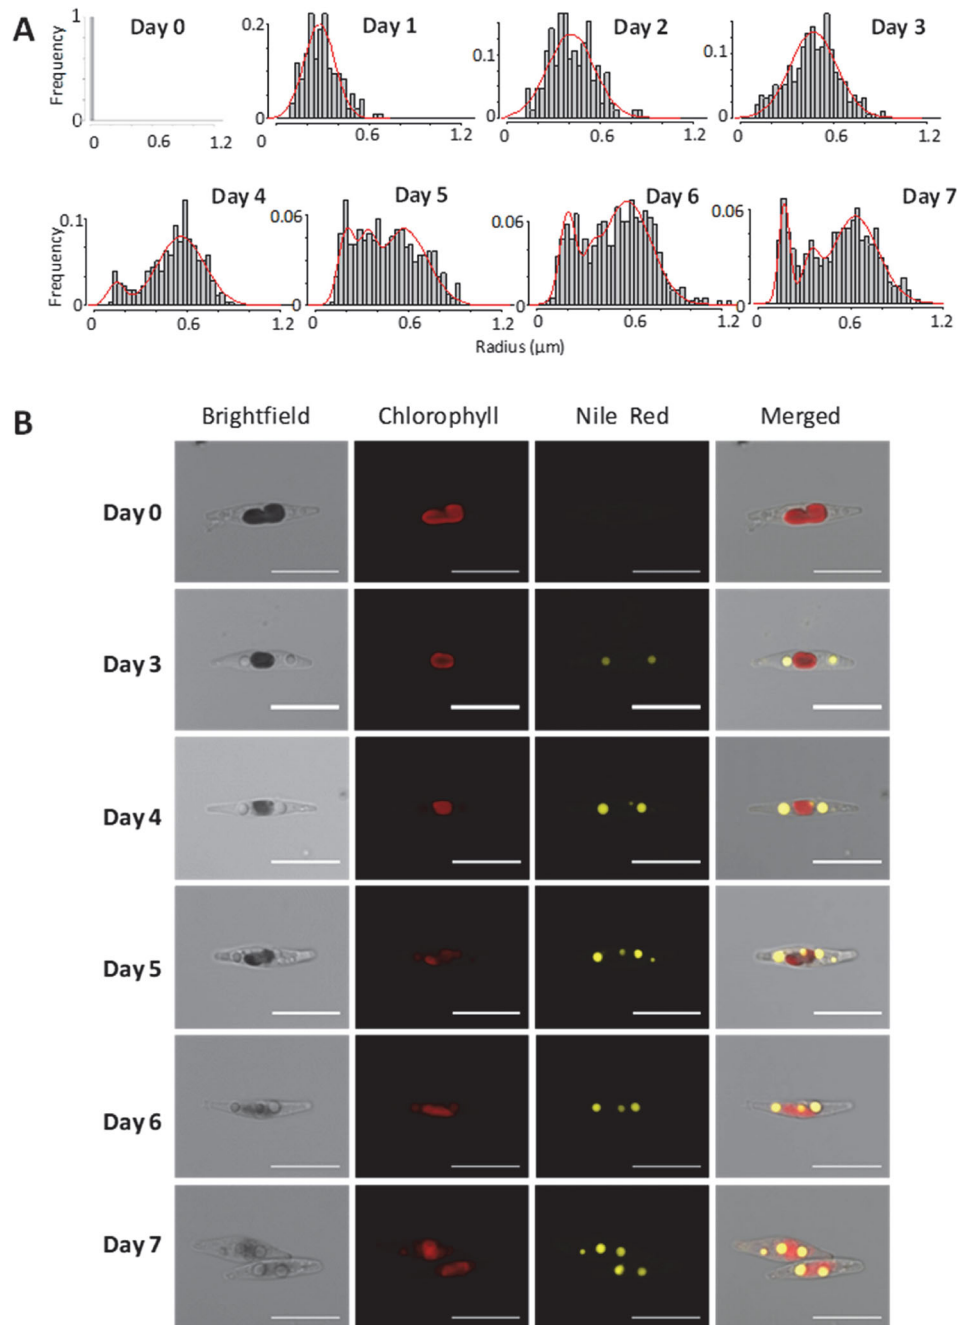 A
Day 0
Day 1
Day 2
Day 3
Frequency
1
0
0 0.6 1.2
0.2
0
0 0.6 1.2
0.1
0
0 0.6 1.2
0.1
0
0 0.6 1.2
Day 4
Day 5
Day 6
Day 7
Frequency
0.1
0
0 0.6 1.2
0.06
0
0 0.6 1.2
0.06
0
0 0.6 1.2
0.06
0
0 0.6 1.2
Radius (μm)
B
Brightfield Chlorophyll Nile Red Merged
Day 0
Day 3
Day 4
Day 5
Day 6
Day 7